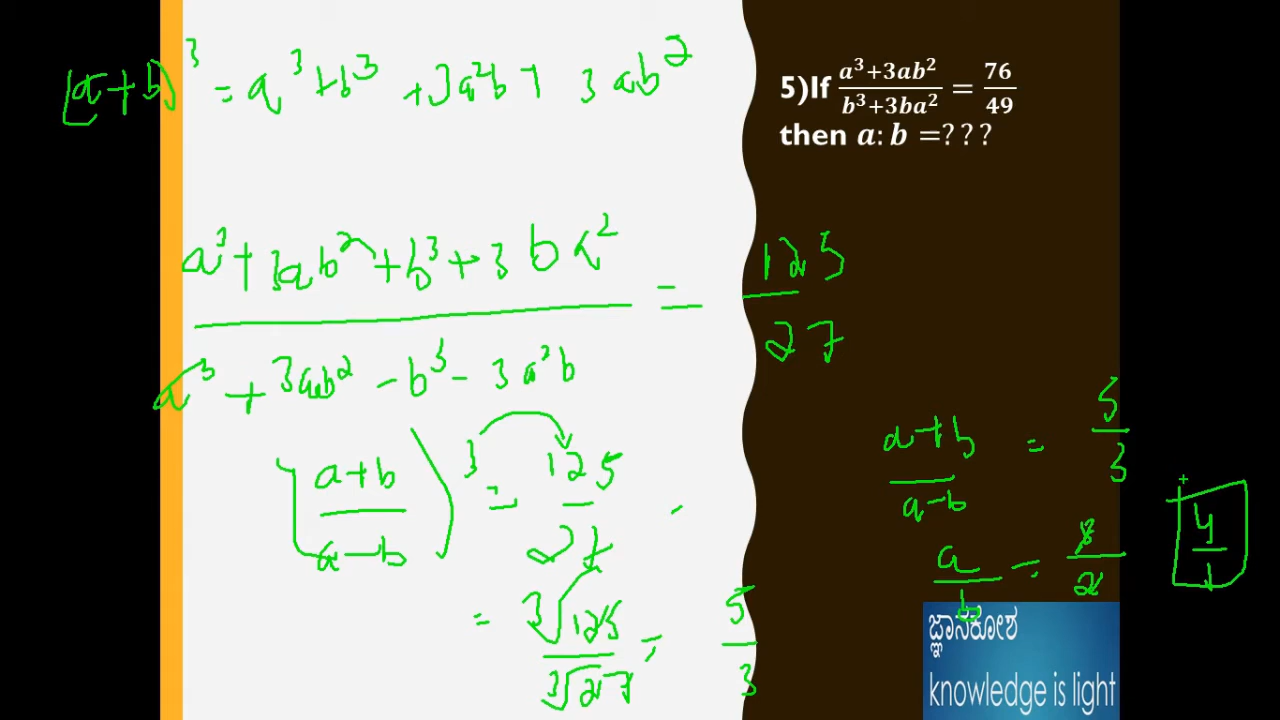 (a+b)³ = a³+b³ +3a²b + 3ab²
5)If (a³+3ab²)/(b³+3ba²) = 76/49
then a: b =???
(a³+3ab²+b³+3ba²)/(a³+3ab²-b³-3a²b) = 125/27
((a+b)/(a-b))³ = 125/27
= ∛125/∛27 = 5/3
(a+b)/(a-b) = 5/3
a/b = 8/2
4/1
ಜ್ಞಾನಕೋಶ
knowledge is light